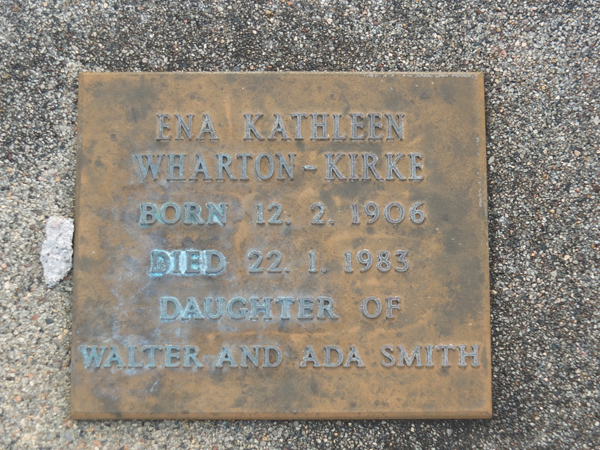 ENA KATHLEEN
WHARTON-KIRKE
BORN 12. 2. 1906
DIED 22. 1. 1983
DAUGHTER OF
WALTER AND ADA SMITH